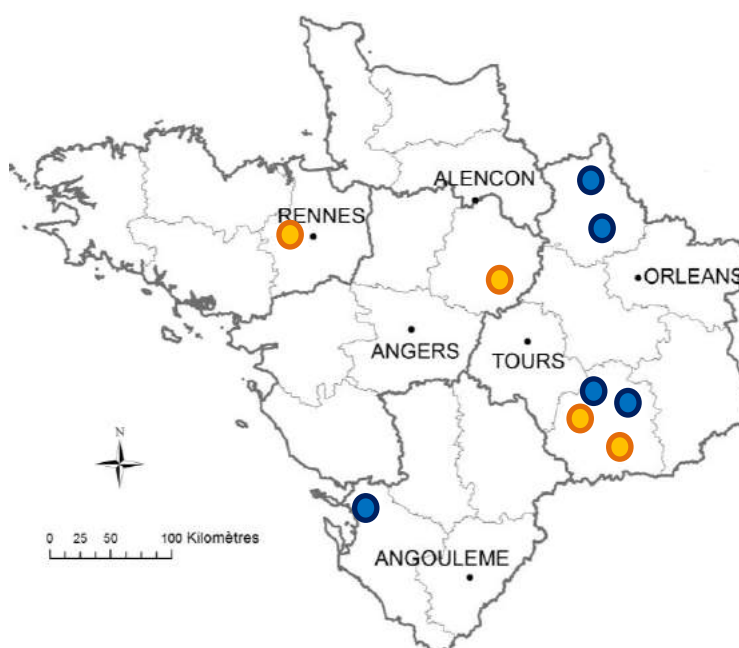 ALENCON
RENNES
ORLEANS
ANGERS
TOURS
N
0 25 50 100 Kilomètres
ANGOULEME